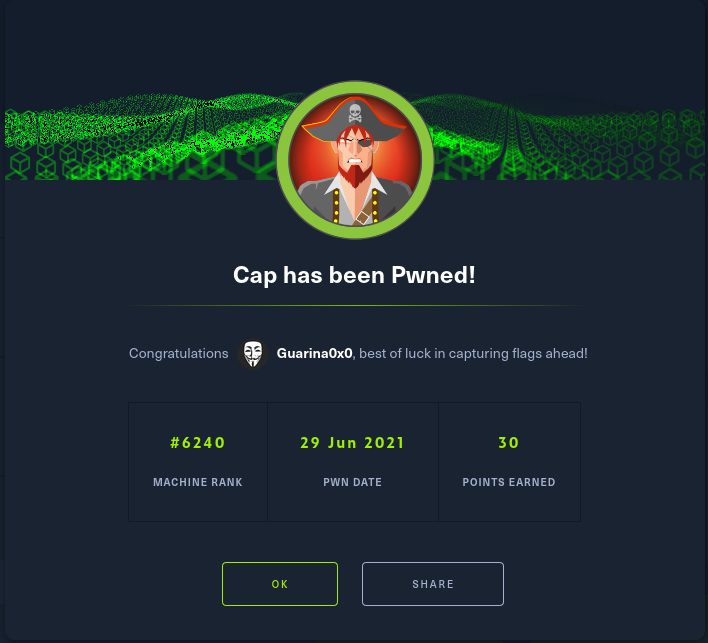 Cap has been Pwned!
Congratulations Guarina0x0, best of luck in capturing flags ahead!
#6240 29 Jun 2021 30
MACHINE RANK PWN DATE POINTS EARNED
OK SHARE